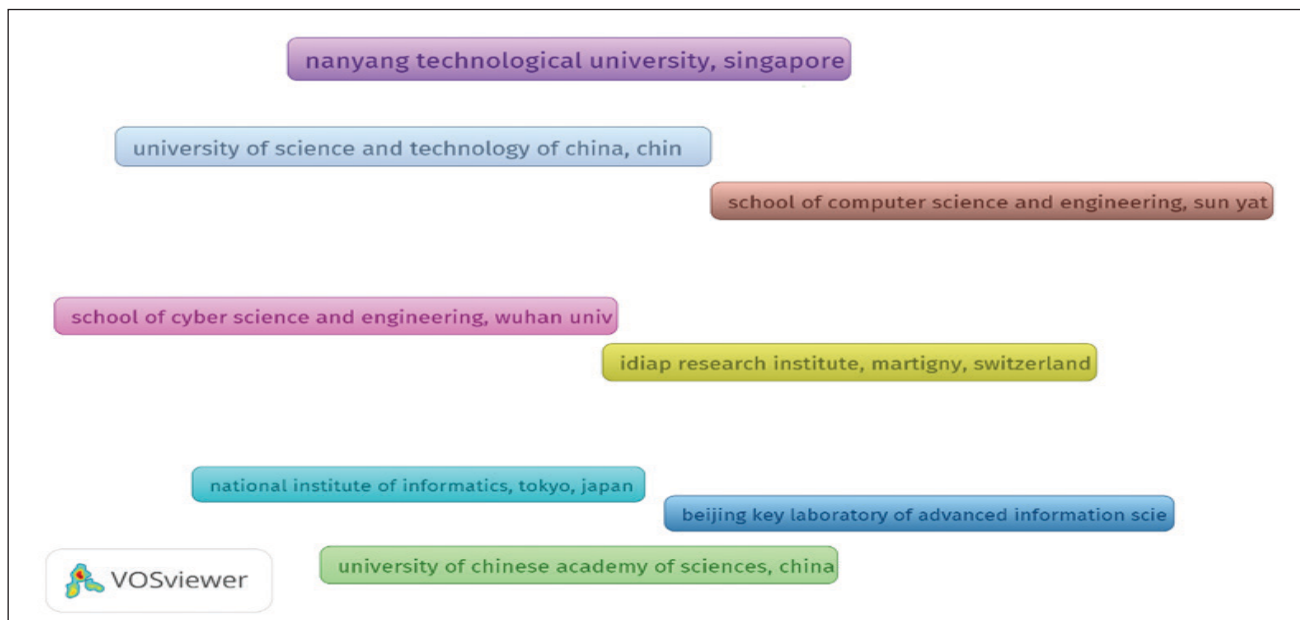 nanyang technological university, singapore
university of science and technology of china, chin
school of computer science and engineering, sun yat
school of cyber science and engineering, wuhan univ
idiap research institute, martigny, switzerland
national institute of informatics, tokyo, japan
beijing key laboratory of advanced information scie
university of chinese academy of sciences, china
VOSviewer